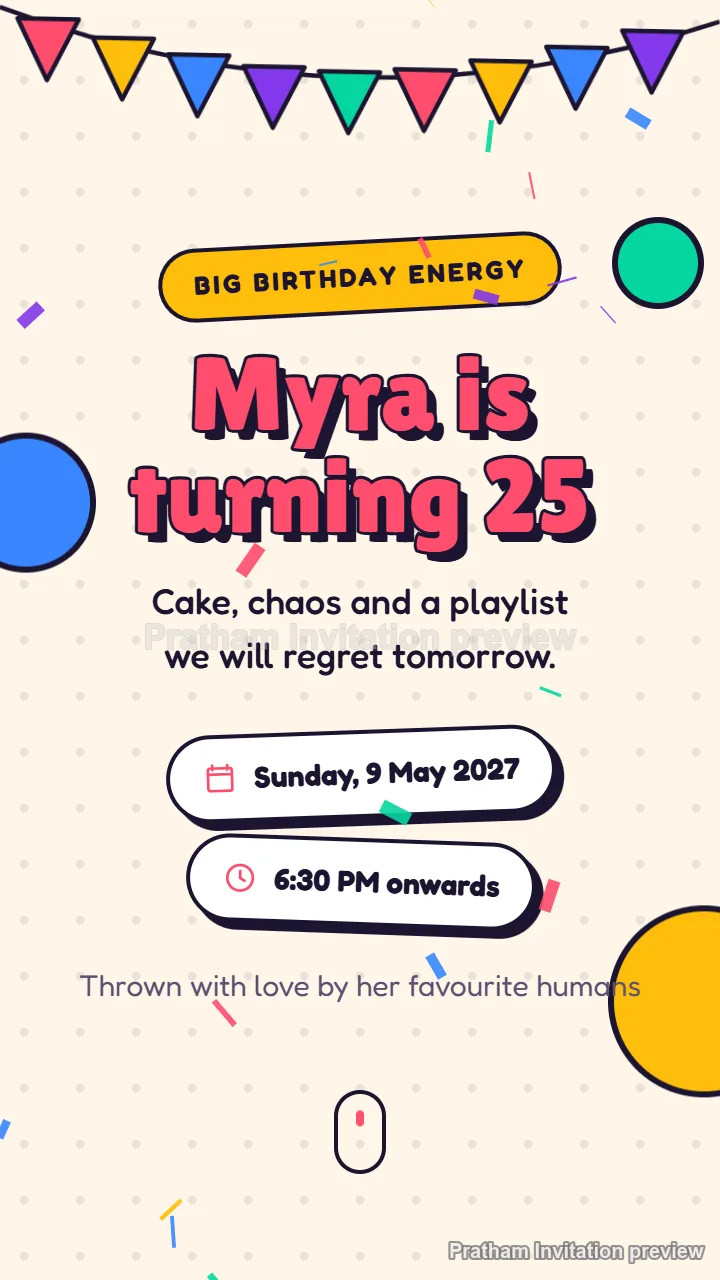 BIG BIRTHDAY ENERGY
Myra is
turning 25
Cake, chaos and a playlist
Pratham Invitation preview
we will regret tomorrow.
Sunday, 9 May 2027
6:30 PM onwards
Thrown with love by her favourite humans
Pratham Invitation preview